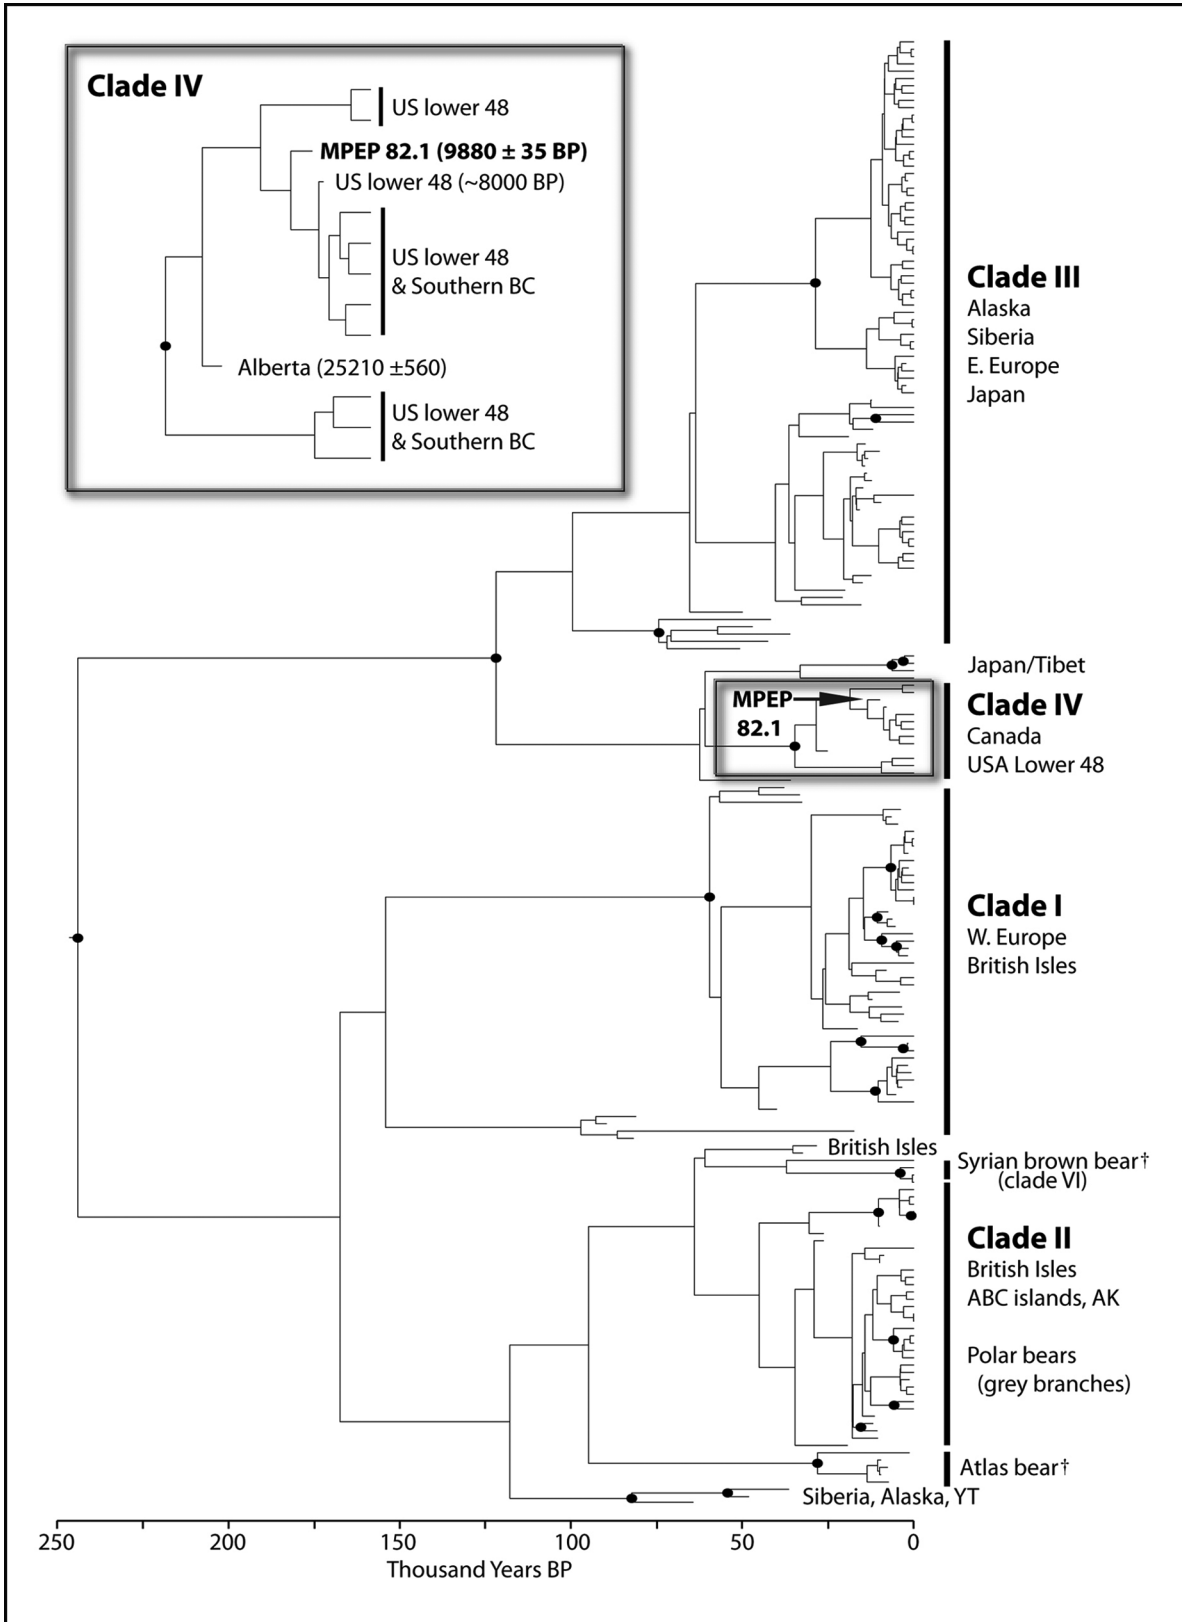 Clade IV
US lower 48
MPEP 82.1 (9880 ± 35 BP)
US lower 48 (~8000 BP)
US lower 48
& Southern BC
Alberta (25210 ±560)
US lower 48
& Southern BC
Clade III
Alaska
Siberia
E. Europe
Japan
Japan/Tibet
MPEP
82.1
Clade IV
Canada
USA Lower 48
Clade I
W. Europe
British Isles
British Isles
Syrian brown bear†
(clade VI)
Clade II
British Isles
ABC islands, AK
Polar bears
(grey branches)
Atlas bear†
Siberia, Alaska, YT
250 200 150 100 50 0
Thousand Years BP